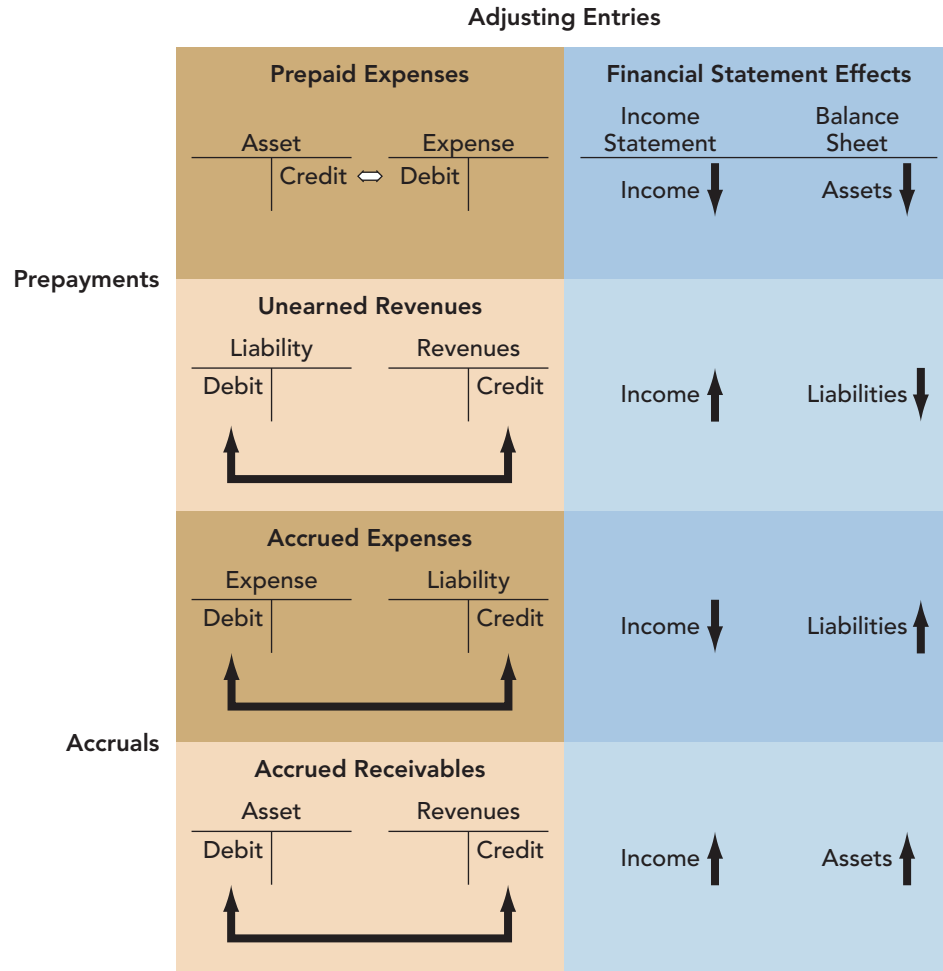 Adjusting Entries
Prepaid Expenses
Financial Statement Effects
Income
Statement
Balance
Sheet
Asset
Expense
Credit
Debit
Income
Assets
Prepayments
Unearned Revenues
Liability
Revenues
Debit
Credit
Income
Liabilities
Accrued Expenses
Expense
Liability
Debit
Credit
Income
Liabilities
Accruals
Accrued Receivables
Asset
Revenues
Debit
Credit
Income
Assets